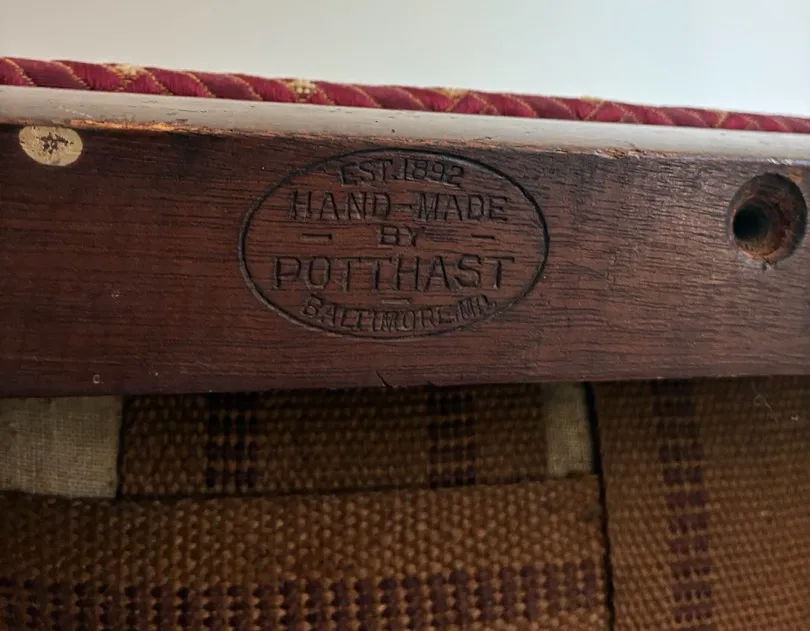 EST. 1892
HAND-MADE
— BY —
POTTHAST
BALTIMORE, MD.